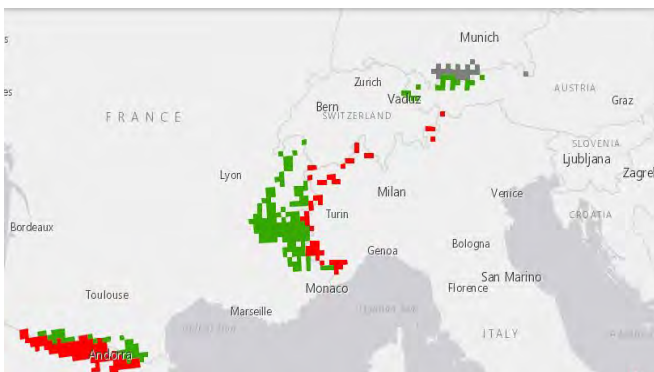 Munich
Zurich
AUSTRIA
Vaduz
Graz
FRANCE
Bern
SWITZERLAND
SLOVENIA
Ljubljana
Lyon
Milan
Venice
CROATIA
Turin
Bordeaux
Genoa
Bologna
San Marino
Monaco
Florence
Toulouse
Marseille
ITALY
Andorra